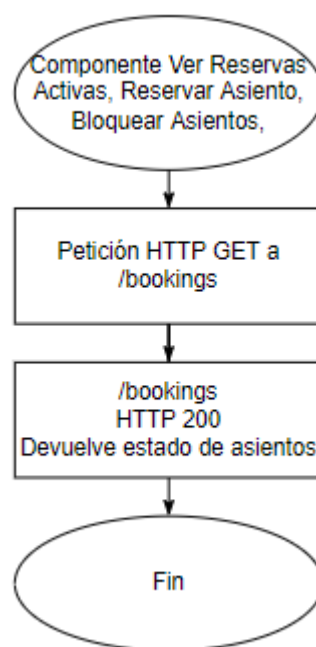 Componente Ver Reservas
Activas, Reservar Asiento,
Bloquear Asientos,
Petición HTTP GET a
/bookings
/bookings
HTTP 200
Devuelve estado de asientos
Fin